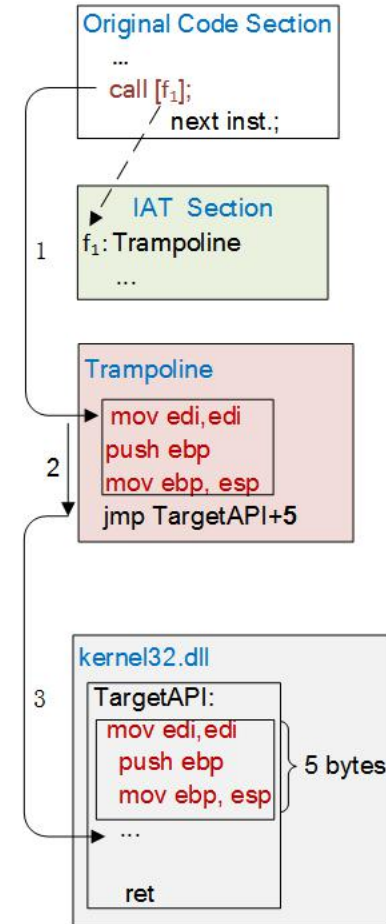 Original Code Section
...
call [f₁];
next inst.;
IAT Section
f₁: Trampoline
...
1
Trampoline
mov edi,edi
push ebp
mov ebp, esp
jmp TargetAPI+5
2
kernel32.dll
3
TargetAPI:
mov edi,edi
push ebp
mov ebp, esp
5 bytes
...
ret